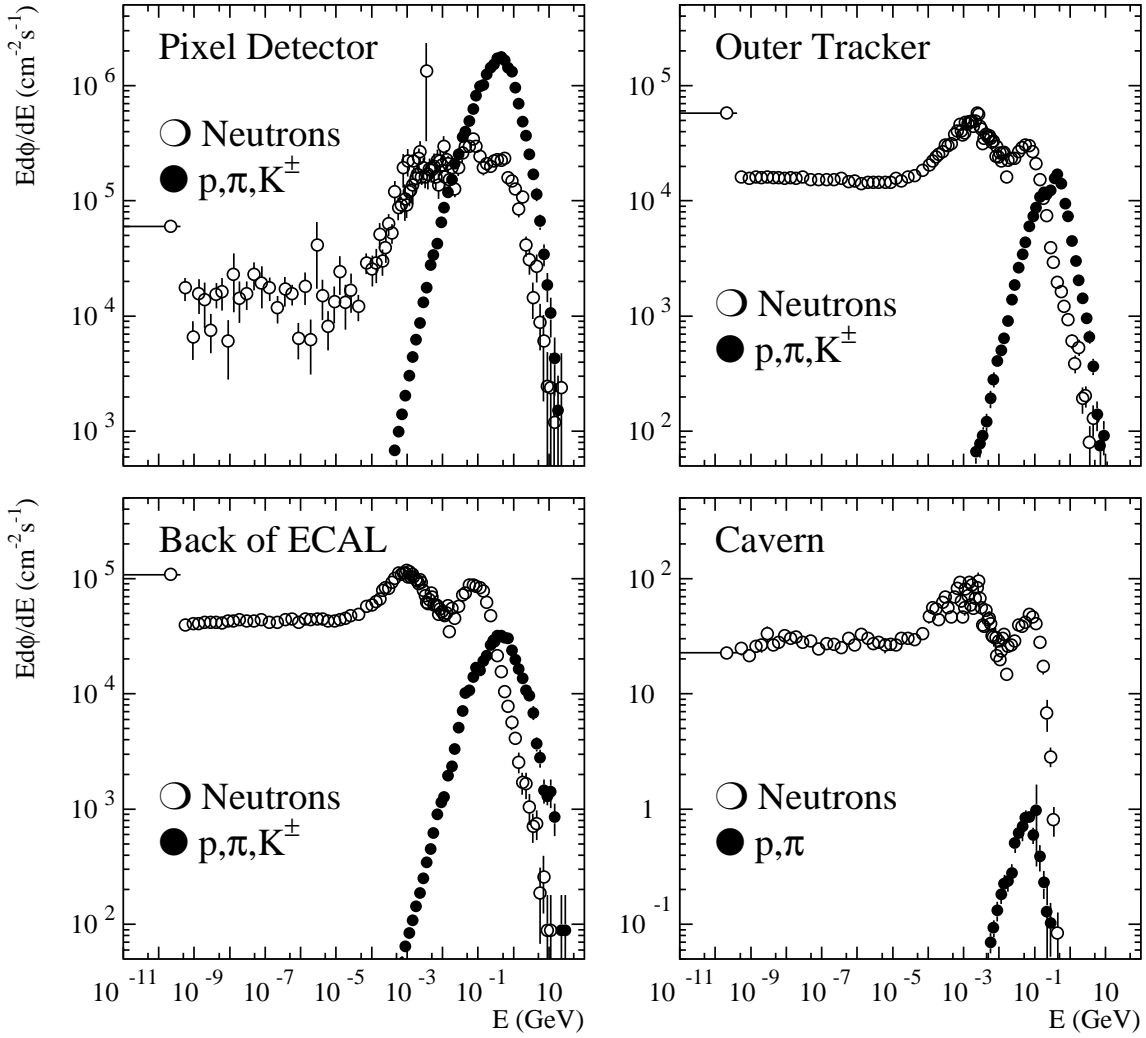 Pixel Detector
Neutrons
p,π,K±
Edϕ/dE (cm⁻²s⁻¹)
10⁶
10⁵
10⁴
10³
Outer Tracker
Neutrons
p,π,K±
10⁵
10⁴
10³
10²
Back of ECAL
Neutrons
p,π,K±
Edϕ/dE (cm⁻²s⁻¹)
10⁵
10⁴
10³
10²
10⁻¹¹ 10⁻⁹ 10⁻⁷ 10⁻⁵ 10⁻³ 10⁻¹ 10
E (GeV)
Cavern
Neutrons
p,π
10²
10
1
10⁻¹
10⁻¹¹ 10⁻⁹ 10⁻⁷ 10⁻⁵ 10⁻³ 10⁻¹ 10
E (GeV)